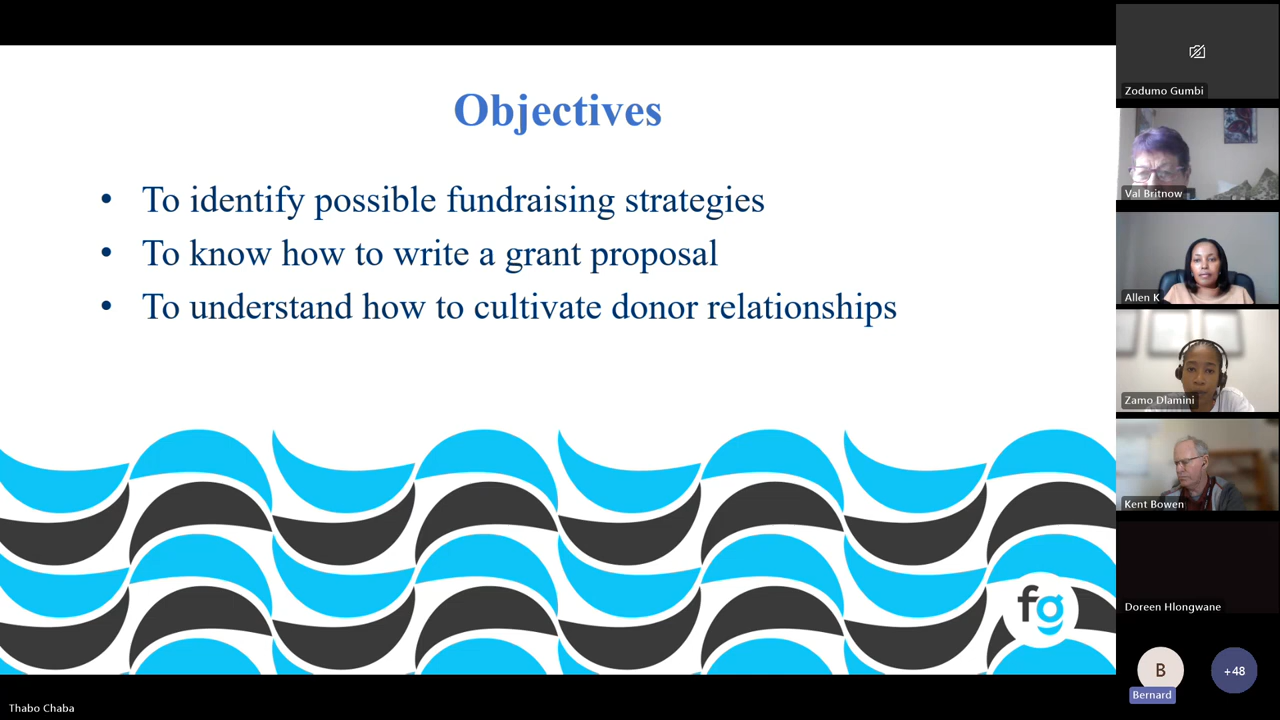 Objectives
• To identify possible fundraising strategies
• To know how to write a grant proposal
• To understand how to cultivate donor relationships
fg
Zodumo Gumbi
Val Britnow
Allen K
Zamo Dlamini
Kent Bowen
Doreen Hlongwane
B
Bernard
+48
Thabo Chaba